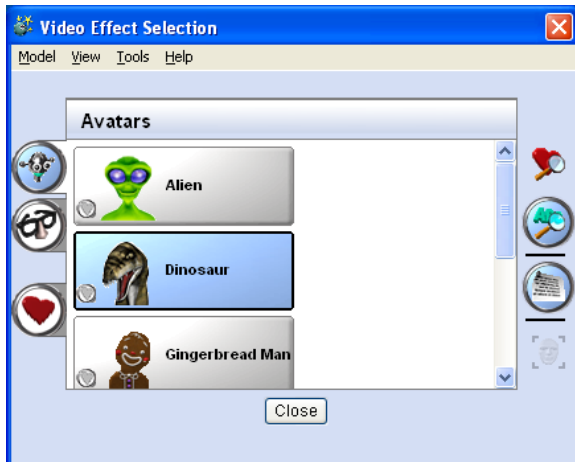 Video Effect Selection
Model View Tools Help
Avatars
Alien
Dinosaur
Gingerbread Man
Close